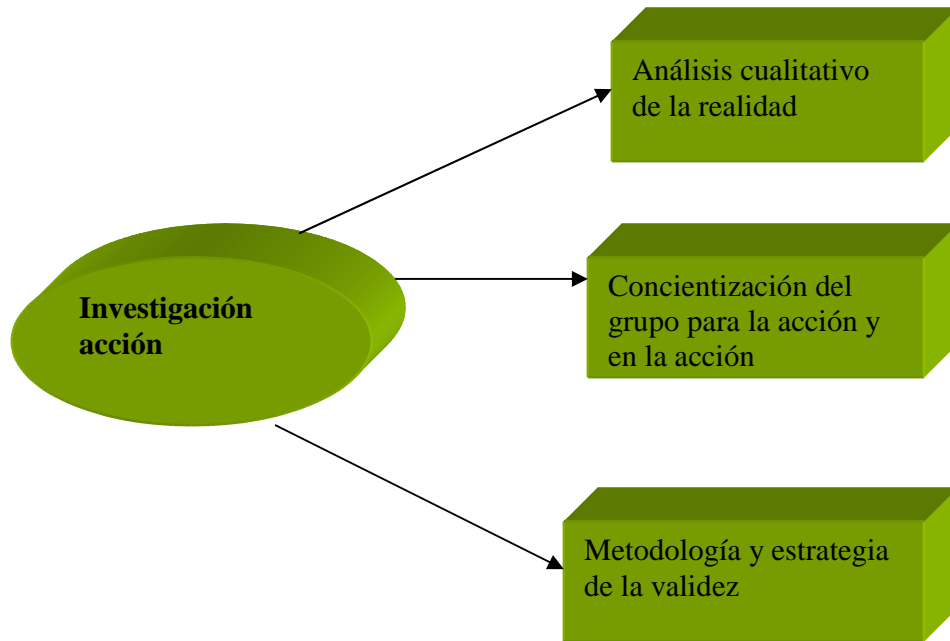 Análisis cualitativo
de la realidad
Investigación
acción
Concientización del
grupo para la acción y
en la acción
Metodología y estrategia
de la validez